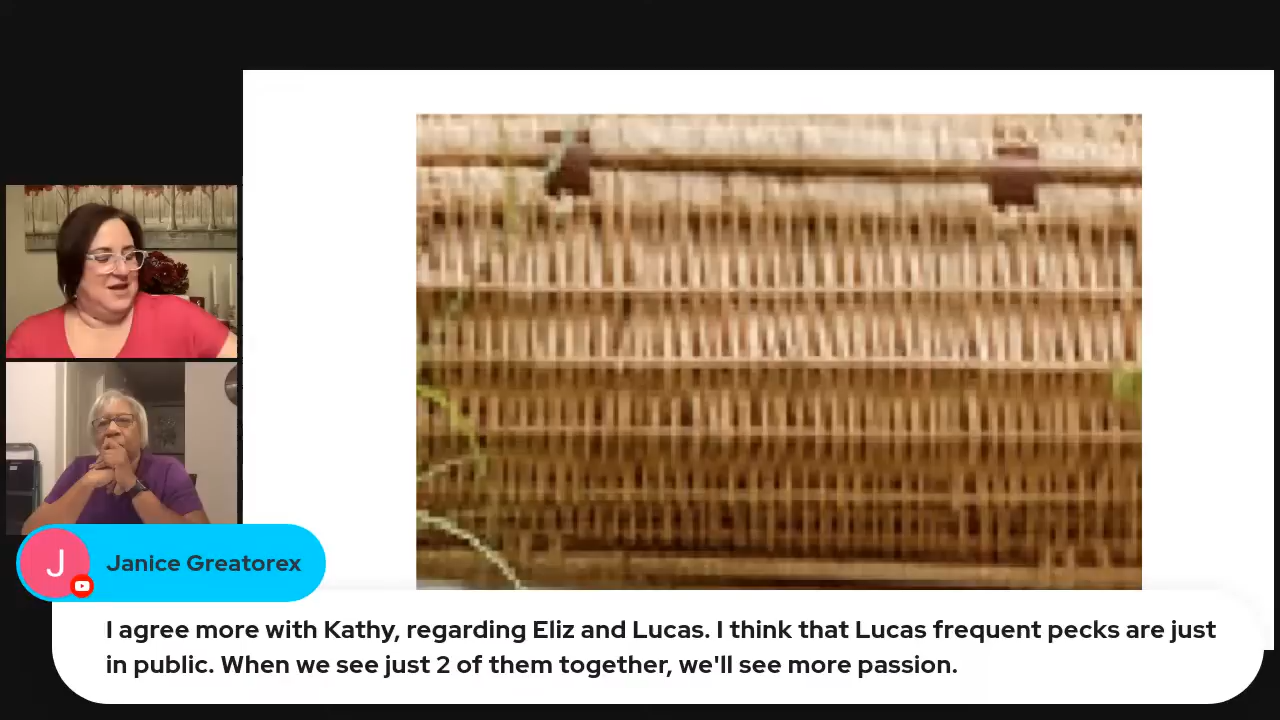 J
Janice Greatorex
I agree more with Kathy, regarding Eliz and Lucas. I think that Lucas frequent pecks are just
in public. When we see just 2 of them together, we'll see more passion.